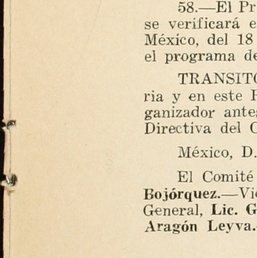 58.—El Pr
se verificará e
México, del 18
el programa de
TRANSITO
ria y en este
ganizador ante
Directiva del C
México, D.
El Comité
Bojórquez.—Vi
General, Lic. G
Aragón Leyva.